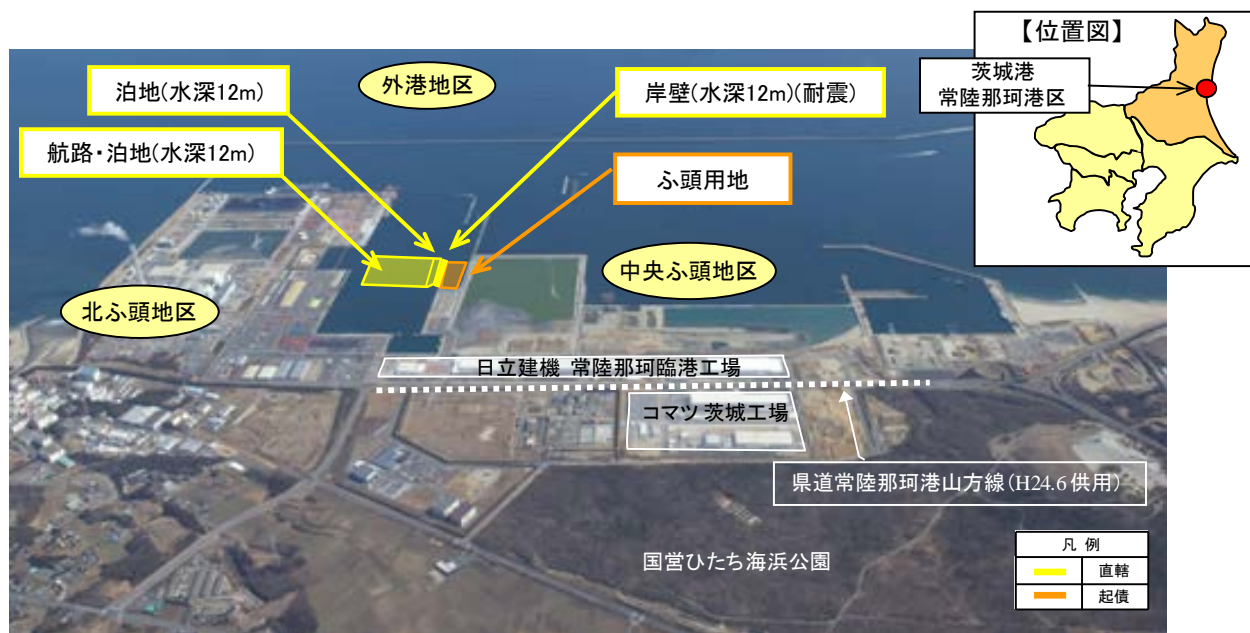 【位置図】
茨城港
常陸那珂港区
泊地(水深12m)
外港地区
岸壁(水深12m)(耐震)
航路・泊地(水深12m)
ふ頭用地
中央ふ頭地区
北ふ頭地区
日立建機 常陸那珂臨港工場
コマツ 茨城工場
県道常陸那珂港山方線(H24.6供用)
国営ひたち海浜公園
凡 例
直轄
起債